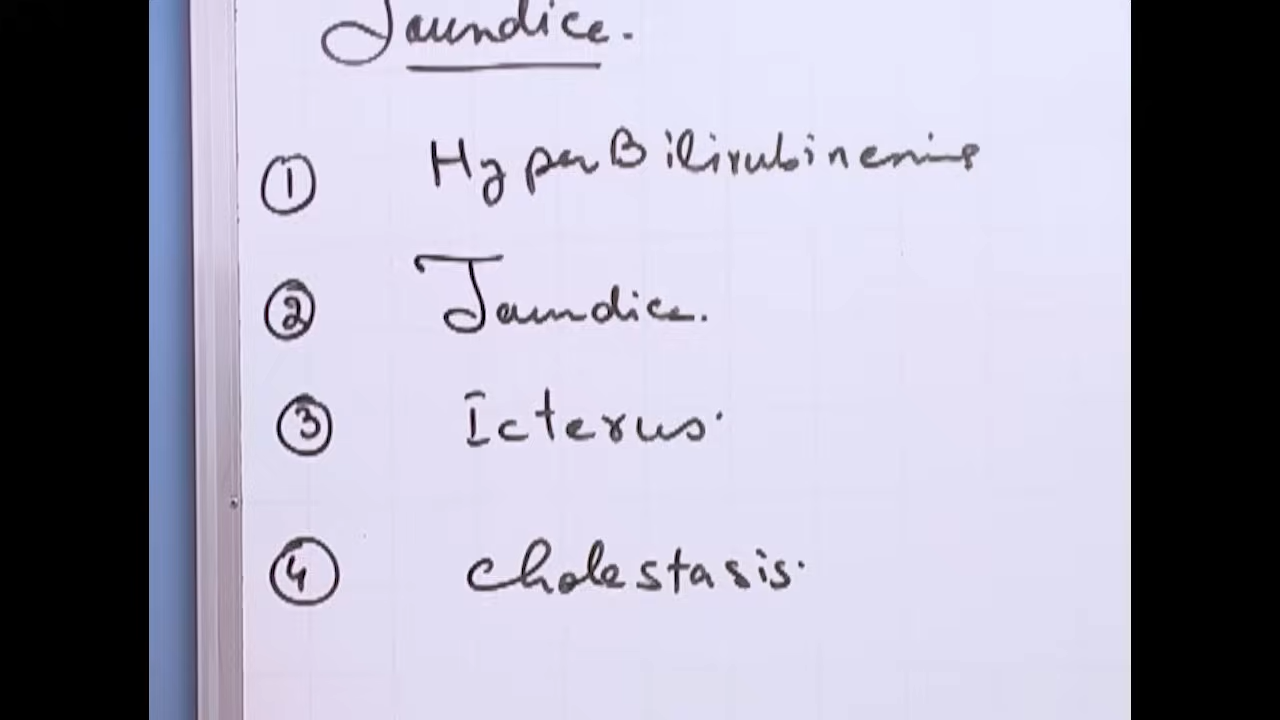 Jaundice.
① HyperBilirubinemia
② Jaundice.
③ Icterus.
④ Cholestasis.